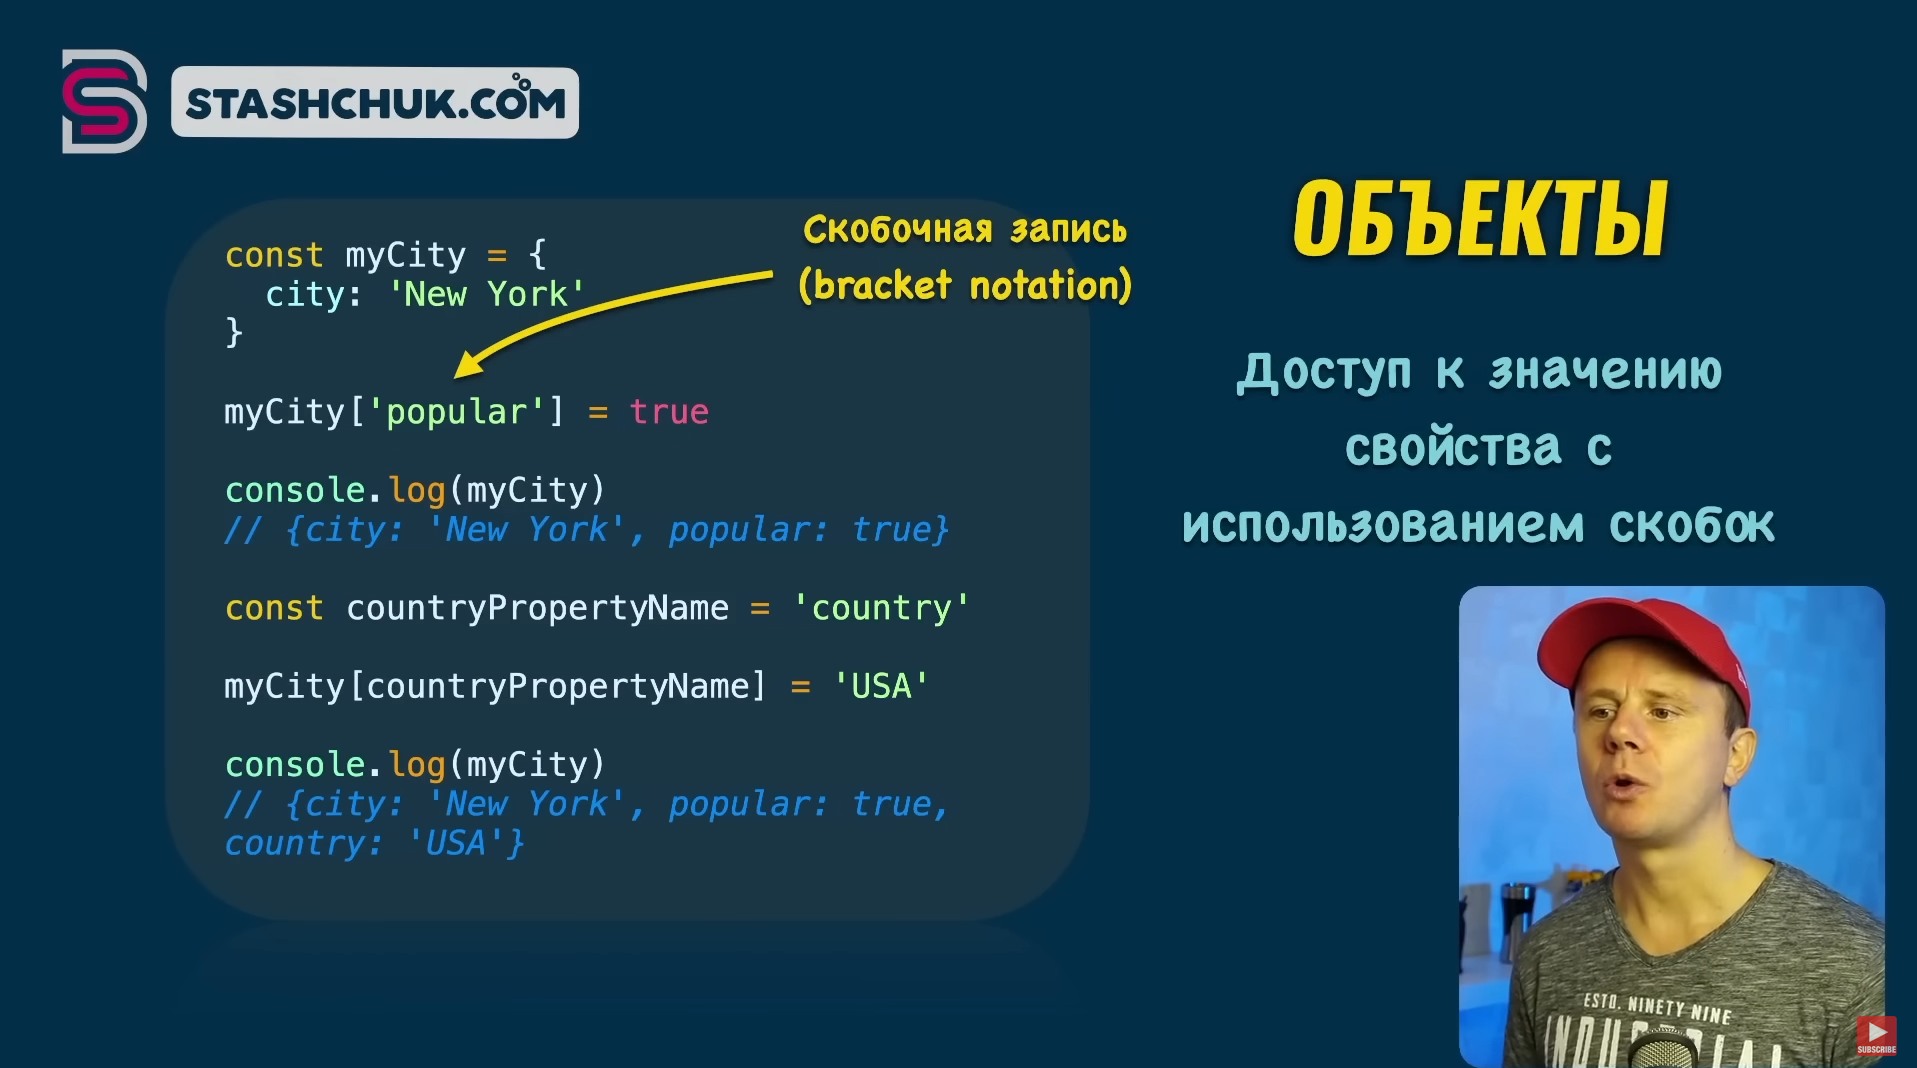 STASHCHUK.COM
const myCity = {
  city: 'New York'
}
myCity['popular'] = true
console.log(myCity)
// {city: 'New York', popular: true}
const countryPropertyName = 'country'
myCity[countryPropertyName] = 'USA'
console.log(myCity)
// {city: 'New York', popular: true,
country: 'USA'}
Скобочная запись
(bracket notation)
ОБЪЕКТЫ
Доступ к значению
свойства с
использованием скобок
ESTD. NINETY NINE
SUBSCRIBE